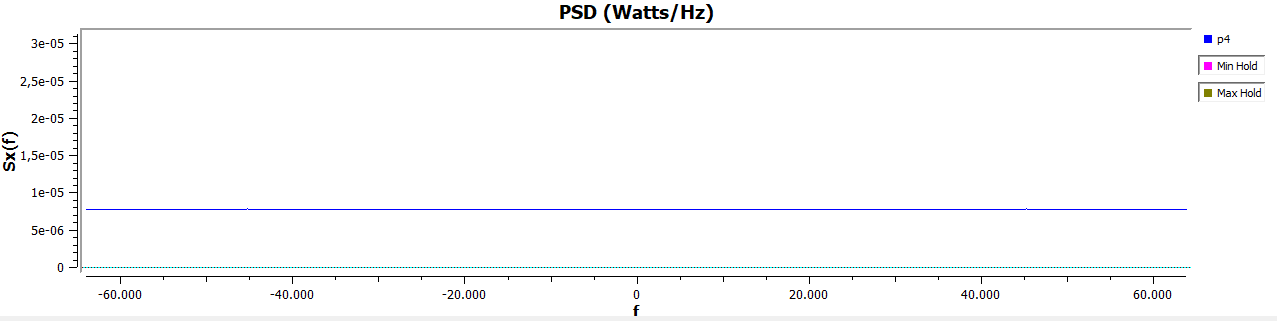 PSD (Watts/Hz)
p4
Min Hold
Max Hold
Sx(f)
3e-05
2,5e-05
2e-05
1,5e-05
1e-05
5e-06
0
-60.000 -40.000 -20.000 0 20.000 40.000 60.000
f